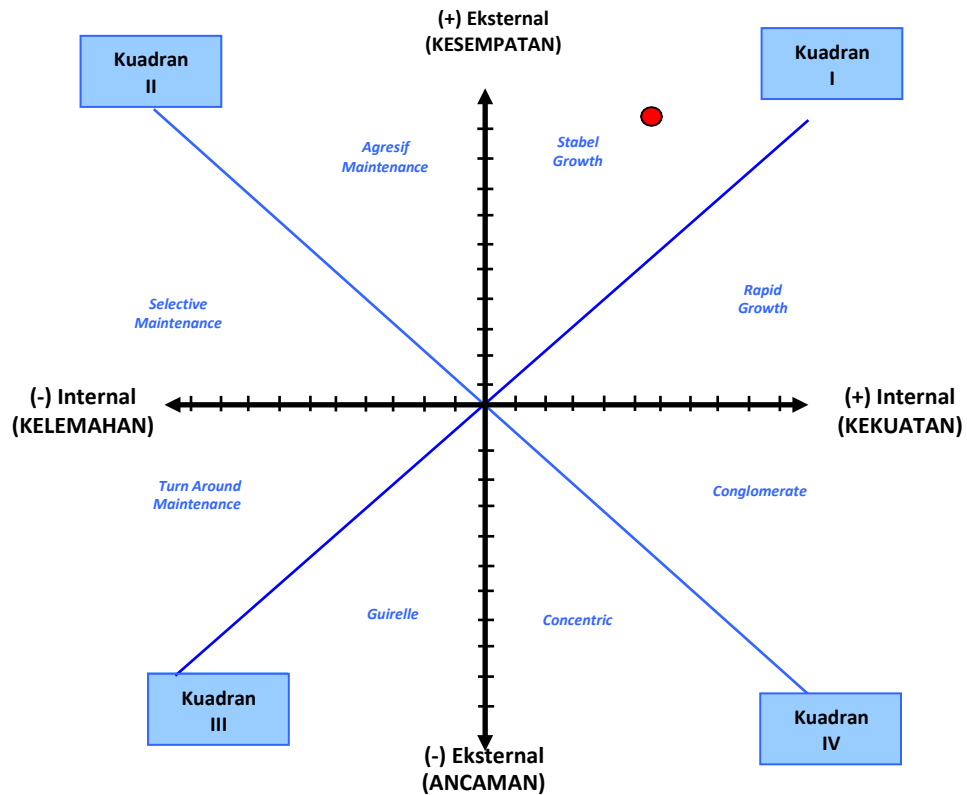 (+) Eksternal
(KESEMPATAN)
Kuadran
II
Kuadran
I
Agresif
Maintenance
Stabel
Growth
Selective
Maintenance
Rapid
Growth
(-) Internal
(KELEMAHAN)
(+) Internal
(KEKUATAN)
Turn Around
Maintenance
Conglomerate
Guirelle
Concentric
Kuadran
III
Kuadran
IV
(-) Eksternal
(ANCAMAN)